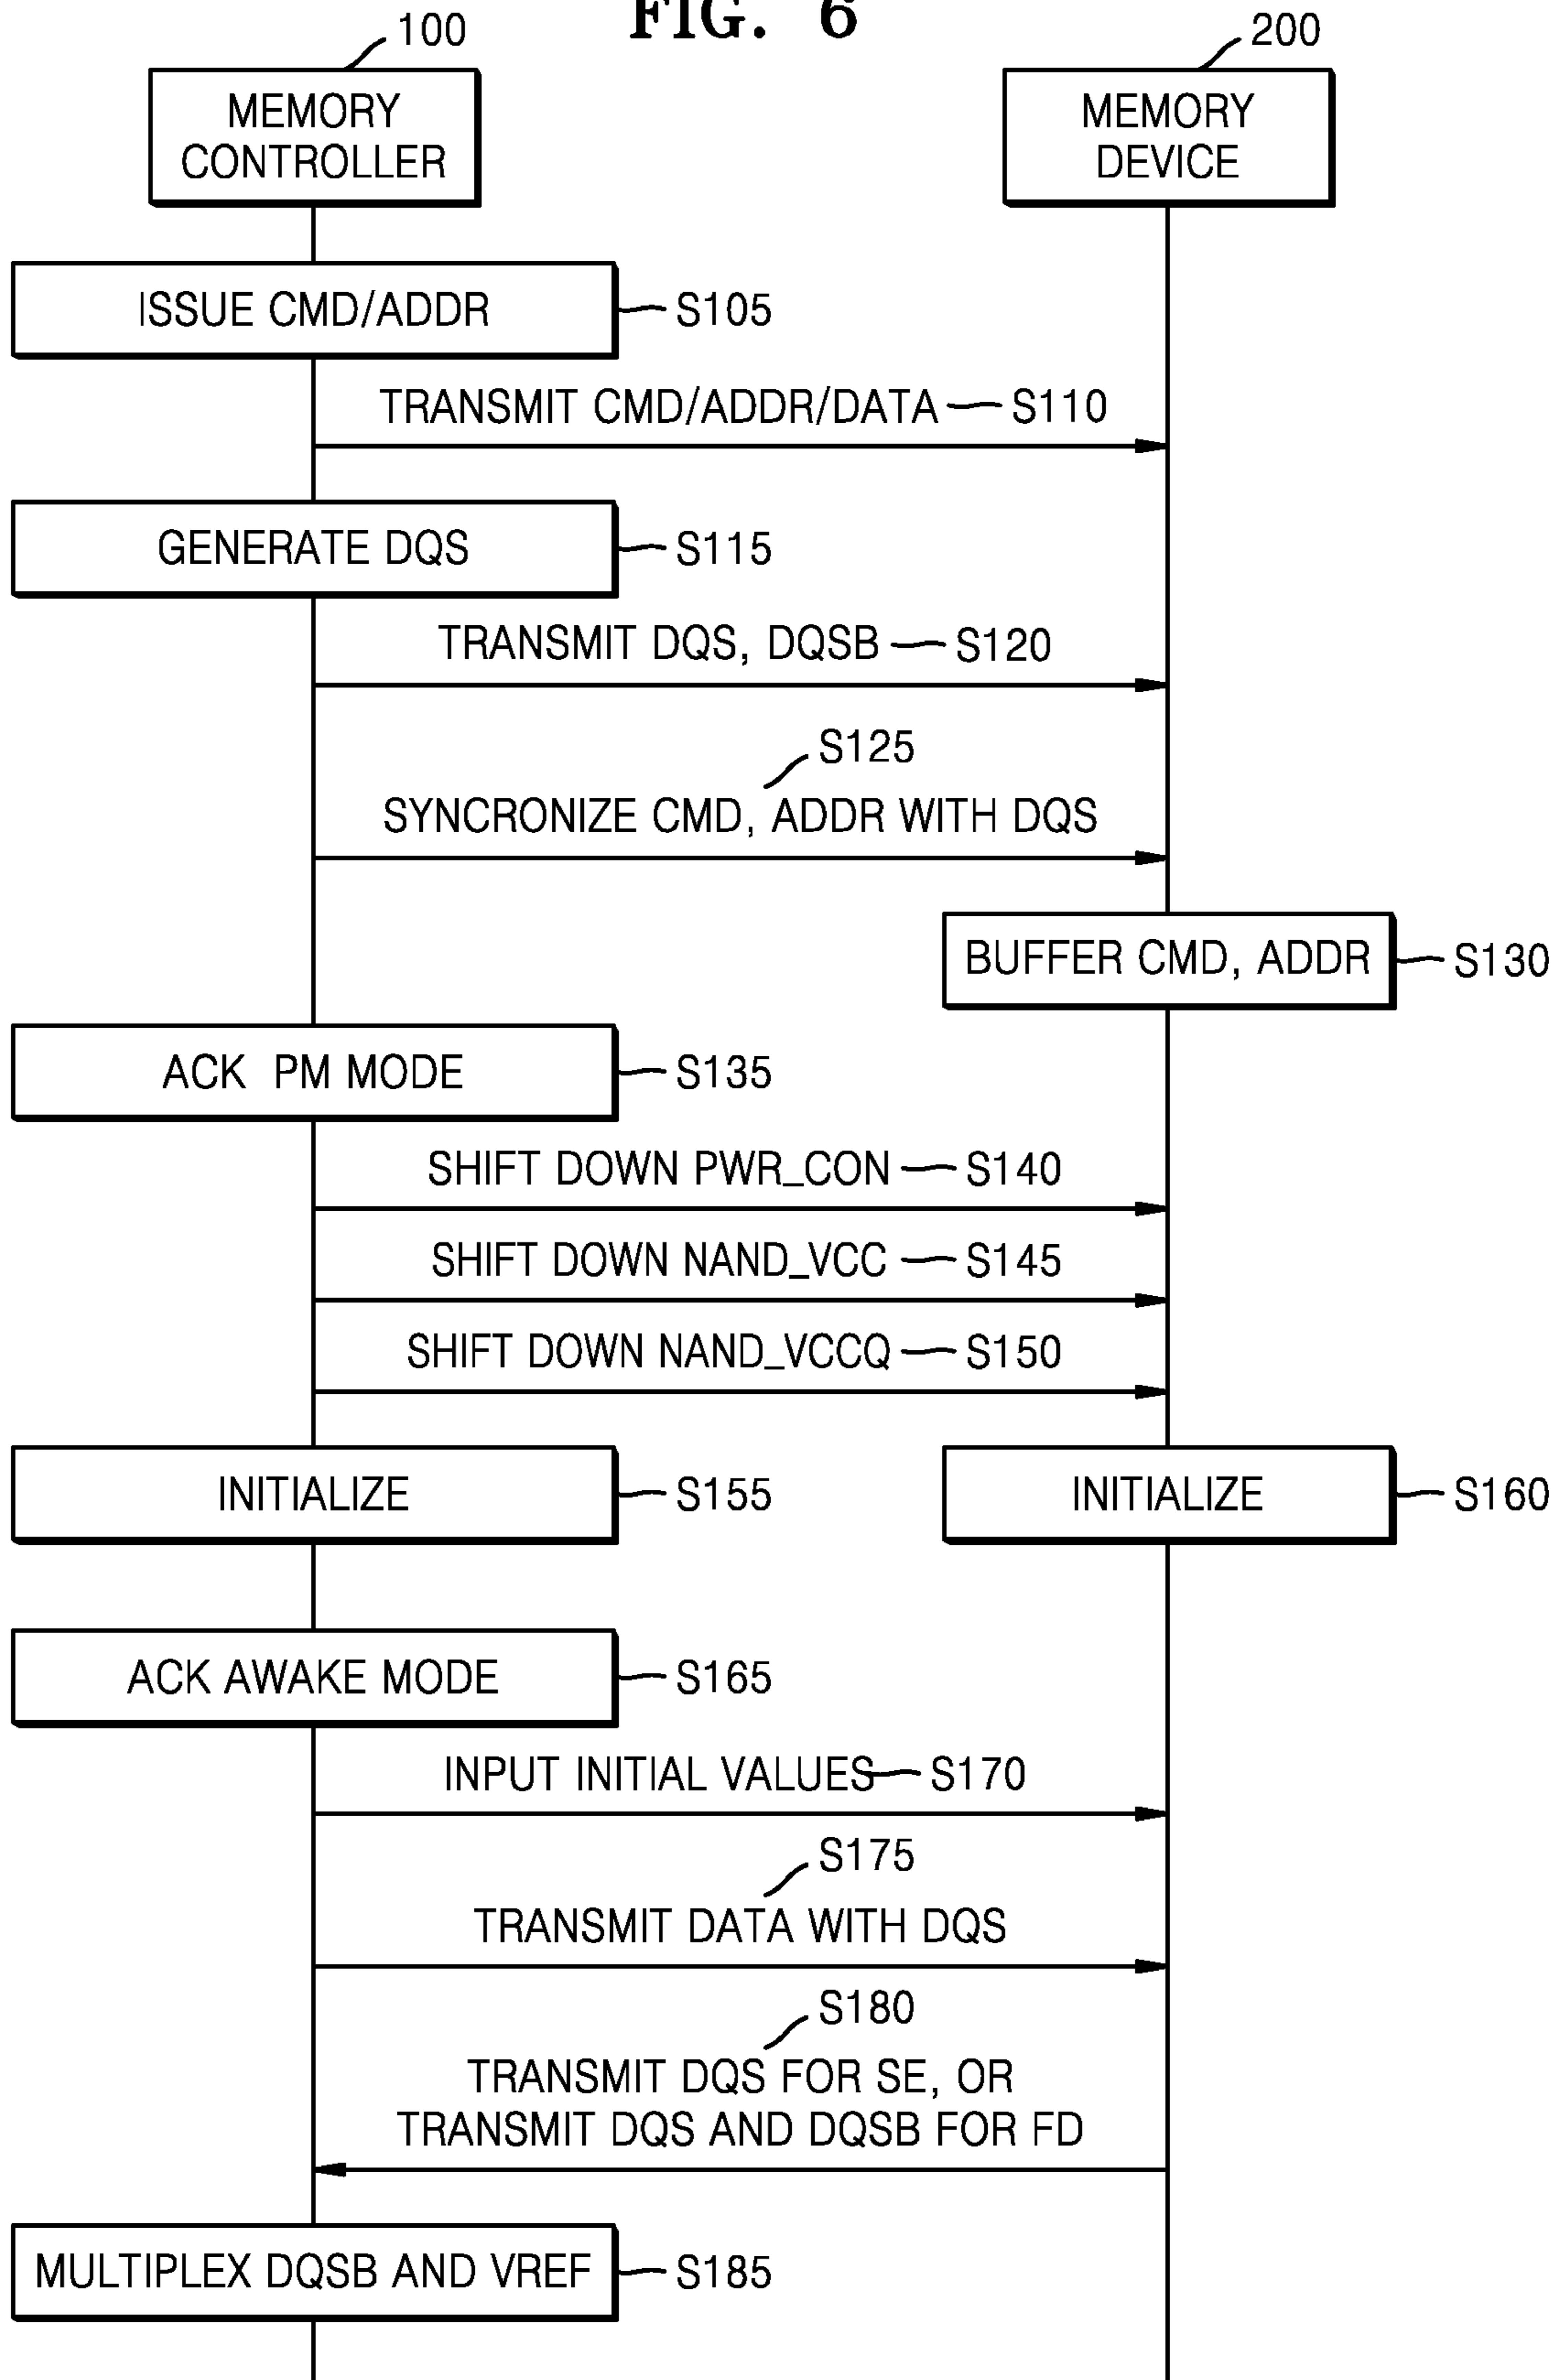 FIG. 6
100
200
MEMORY
CONTROLLER
MEMORY
DEVICE
ISSUE CMD/ADDR
S105
TRANSMIT CMD/ADDR/DATA
S110
GENERATE DQS
S115
TRANSMIT DQS, DQSB
S120
S125
SYNCRONIZE CMD, ADDR WITH DQS
BUFFER CMD, ADDR
S130
ACK PM MODE
S135
SHIFT DOWN PWR_CON
S140
SHIFT DOWN NAND_VCC
S145
SHIFT DOWN NAND_VCCQ
S150
INITIALIZE
S155
INITIALIZE
S160
ACK AWAKE MODE
S165
INPUT INITIAL VALUES
S170
S175
TRANSMIT DATA WITH DQS
S180
TRANSMIT DQS FOR SE, OR
TRANSMIT DQS AND DQSB FOR FD
MULTIPLEX DQSB AND VREF
S185